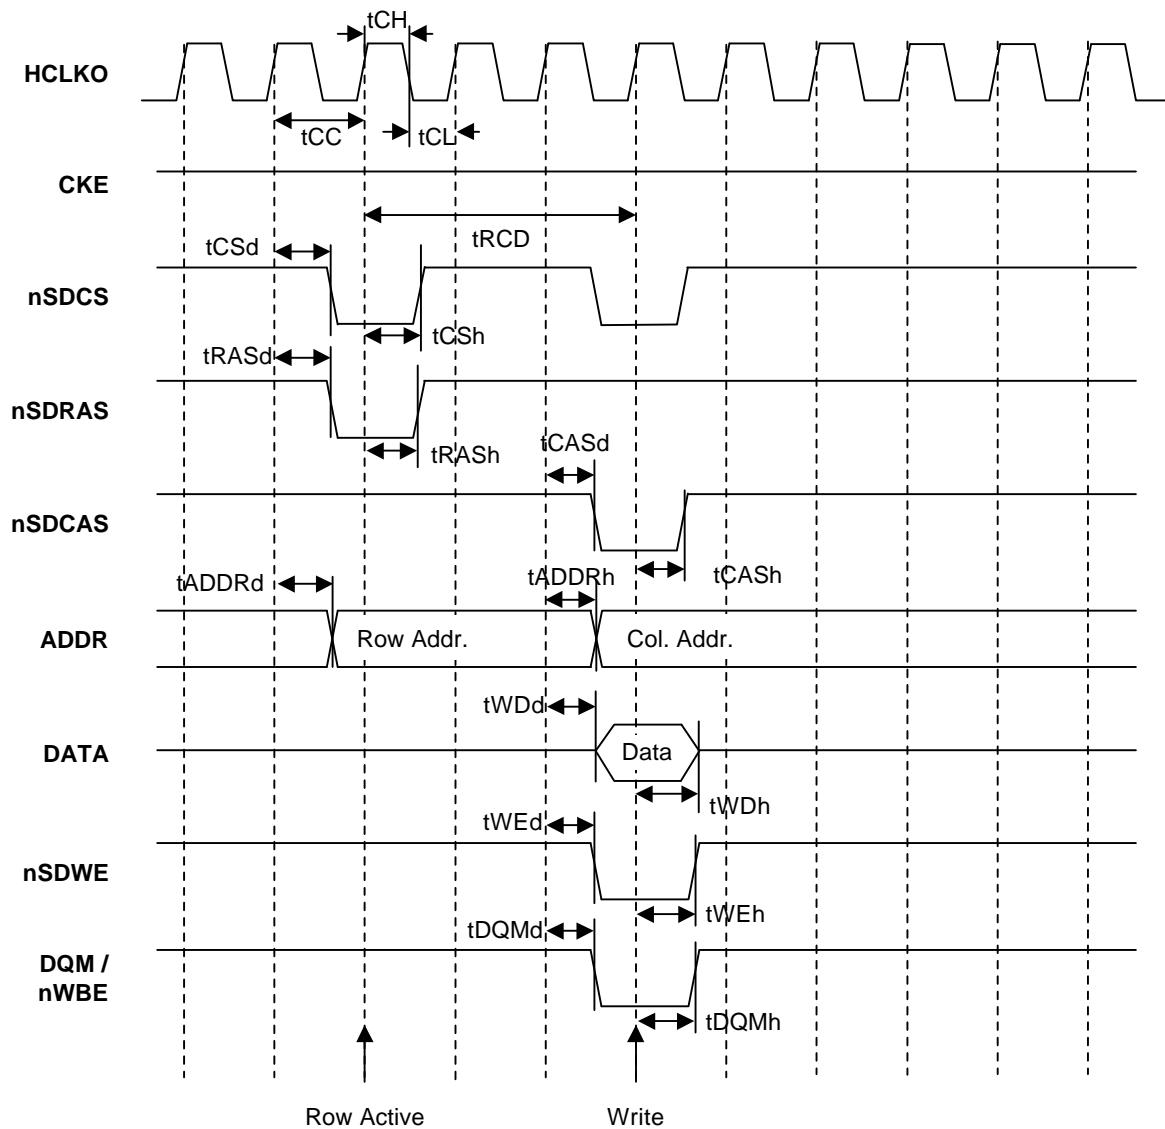 tCH
HCLKO
tCC
tCL
CKE
tRCD
tCSd
nSDCS
tCSh
tRASd
nSDRAS
tRASh
tCASd
nSDCAS
tCASh
tADDRd
tADDRh
ADDR
Row Addr.
Col. Addr.
tWDd
DATA
Data
tWDh
tWEd
nSDWE
tWEh
tDQMd
DQM /
nWBE
tDQMh
Row Active
Write